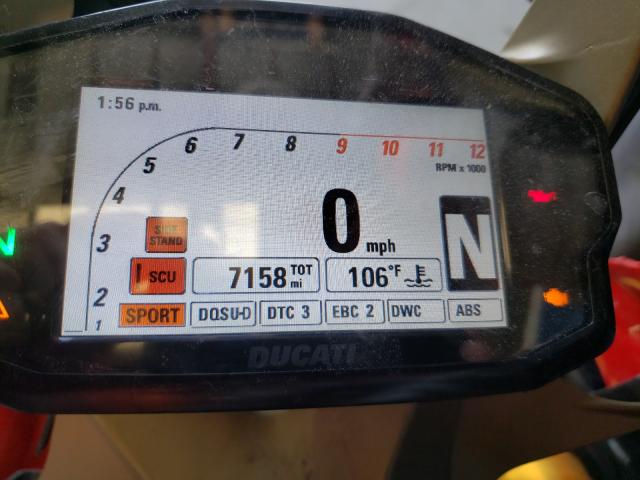 1:56 p.m.
1 2 3 4 5 6 7 8 9 10 11 12
RPM x 1000
0 mph
N
SIDE
STAND
! SCU
7158 TOT mi
106°F
SPORT DQSU-D DTC 3 EBC 2 DWC ABS
DUCATI
N